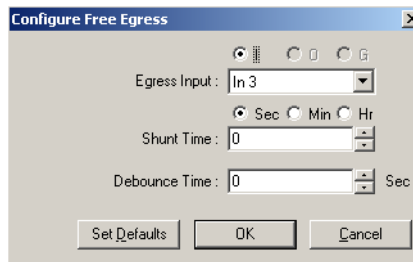 Configure Free Egress
I O G
Egress Input : In 3
Sec Min Hr
Shunt Time : 0
Debounce Time : 0 Sec
Set Defaults OK Cancel